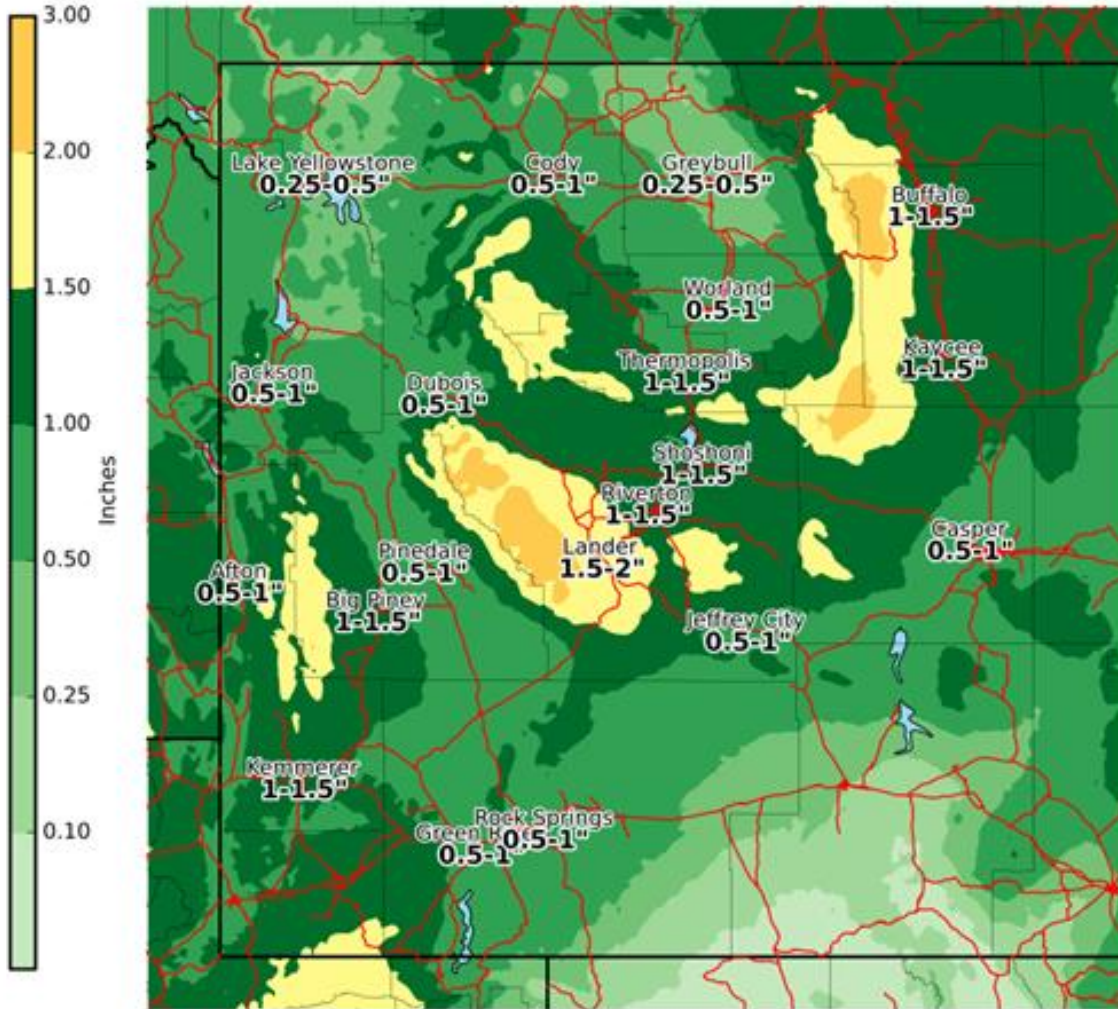 3.00
2.00
1.50
1.00
0.50
0.25
0.10
Inches
Lake Yellowstone
0.25-0.5"
Cody
0.5-1"
Greybull
0.25-0.5"
Buffalo
1-1.5"
Worland
0.5-1"
Kaycee
1-1.5"
Thermopolis
1-1.5"
Jackson
0.5-1"
Dubois
0.5-1"
Shoshoni
1-1.5"
Riverton
1-1.5"
Casper
0.5-1"
Lander
1.5-2"
Pinedale
0.5-1"
Afton
0.5-1"
Big Piney
1-1.5"
Jeffrey City
0.5-1"
Kemmerer
1-1.5"
Rock Springs
0.5-1"
Green
0.5-1"